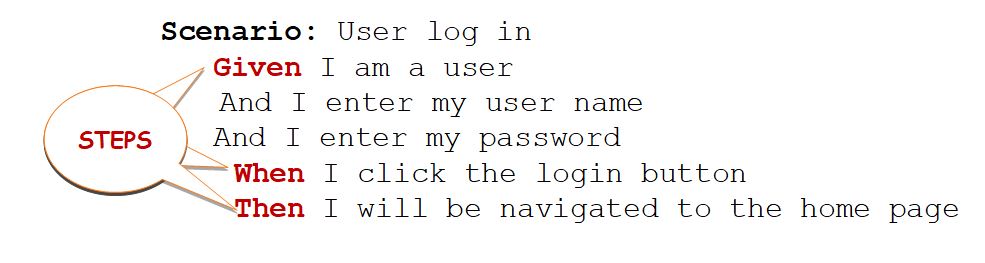 Scenario: User log in
Given I am a user
And I enter my user name
And I enter my password
STEPS
When I click the login button
Then I will be navigated to the home page